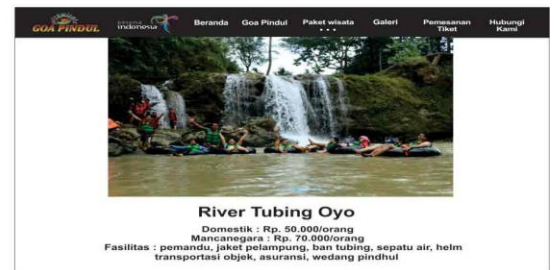 GOA PINDUL
pesona indonesia
Beranda Goa Pindul Paket wisata Galeri Pemesanan Tiket Hubungi Kami
River Tubing Oyo
Domestik : Rp. 50.000/orang
Mancanegara : Rp. 70.000/orang
Fasilitas : pemandu, jaket pelampung, ban tubing, sepatu air, helm
transportasi objek, asuransi, wedang pindhul